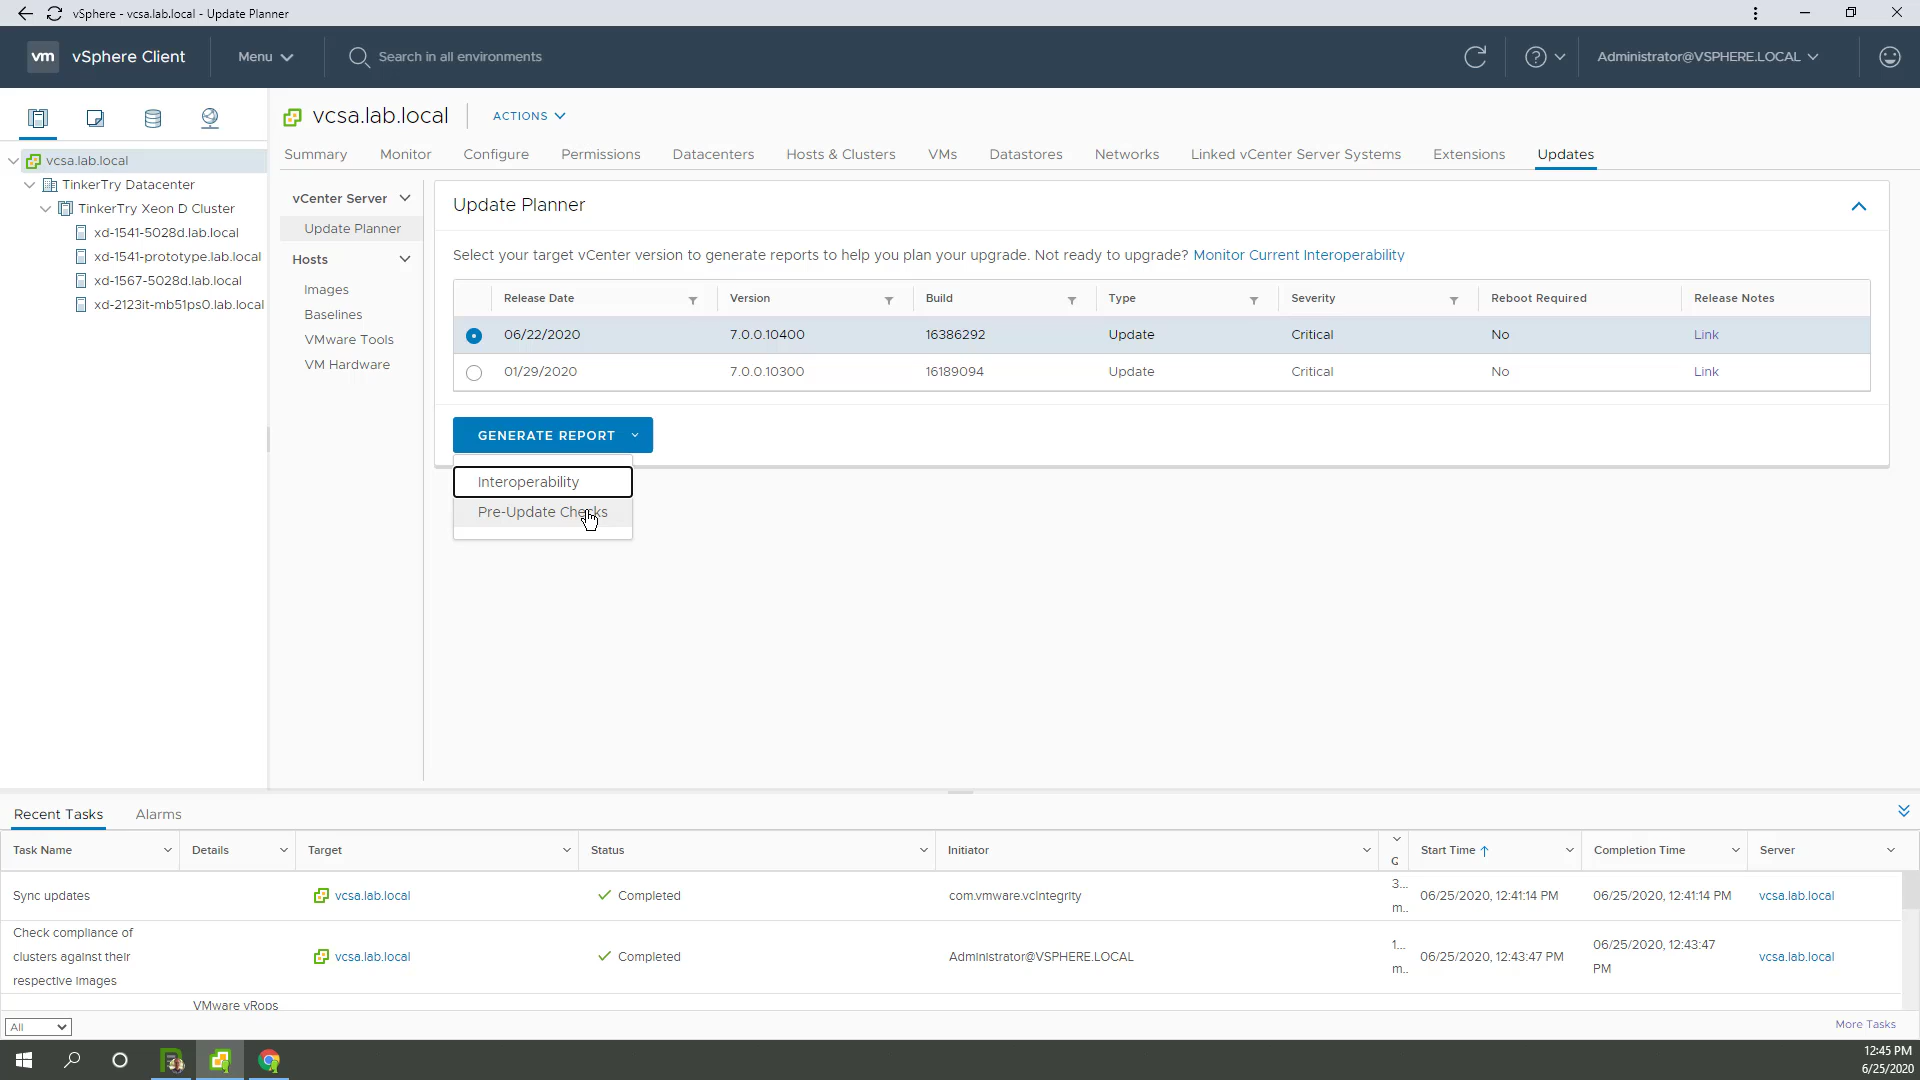 vSphere - vcsa.lab.local - Update Planner
vm vSphere Client Menu Search in all environments Administrator@VSPHERE.LOCAL
vcsa.lab.local
TinkerTry Datacenter
TinkerTry Xeon D Cluster
xd-1541-5028d.lab.local
xd-1541-prototype.lab.local
xd-1567-5028d.lab.local
xd-2123it-mb51ps0.lab.local
vcsa.lab.local ACTIONS
Summary Monitor Configure Permissions Datacenters Hosts & Clusters VMs Datastores Networks Linked vCenter Server Systems Extensions Updates
vCenter Server
Update Planner
Hosts
Images
Baselines
VMware Tools
VM Hardware
Update Planner
Select your target vCenter version to generate reports to help you plan your upgrade. Not ready to upgrade? Monitor Current Interoperability
Release Date Version Build Type Severity Reboot Required Release Notes
06/22/2020 7.0.0.10400 16386292 Update Critical No Link
01/29/2020 7.0.0.10300 16189094 Update Critical No Link
GENERATE REPORT
Interoperability
Pre-Update Checks
Recent Tasks Alarms
Task Name Details Target Status Initiator G Start Time Completion Time Server
Sync updates vcsa.lab.local Completed com.vmware.vcIntegrity 3... m.. 06/25/2020, 12:41:14 PM 06/25/2020, 12:41:14 PM vcsa.lab.local
Check compliance of
clusters against their
respective images
vcsa.lab.local Completed Administrator@VSPHERE.LOCAL 1... m.. 06/25/2020, 12:43:47 PM 06/25/2020, 12:43:47
PM
vcsa.lab.local
VMware vRops
All More Tasks
12:45 PM
6/25/2020